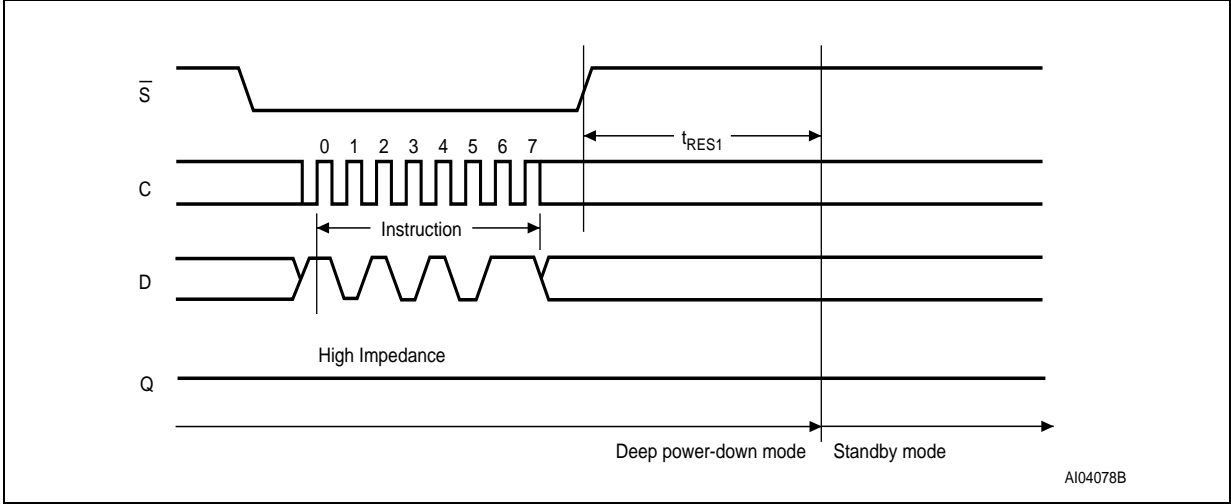 S̅
tRES1
0 1 2 3 4 5 6 7
C
Instruction
D
High Impedance
Q
Deep power-down mode Standby mode
AI04078B